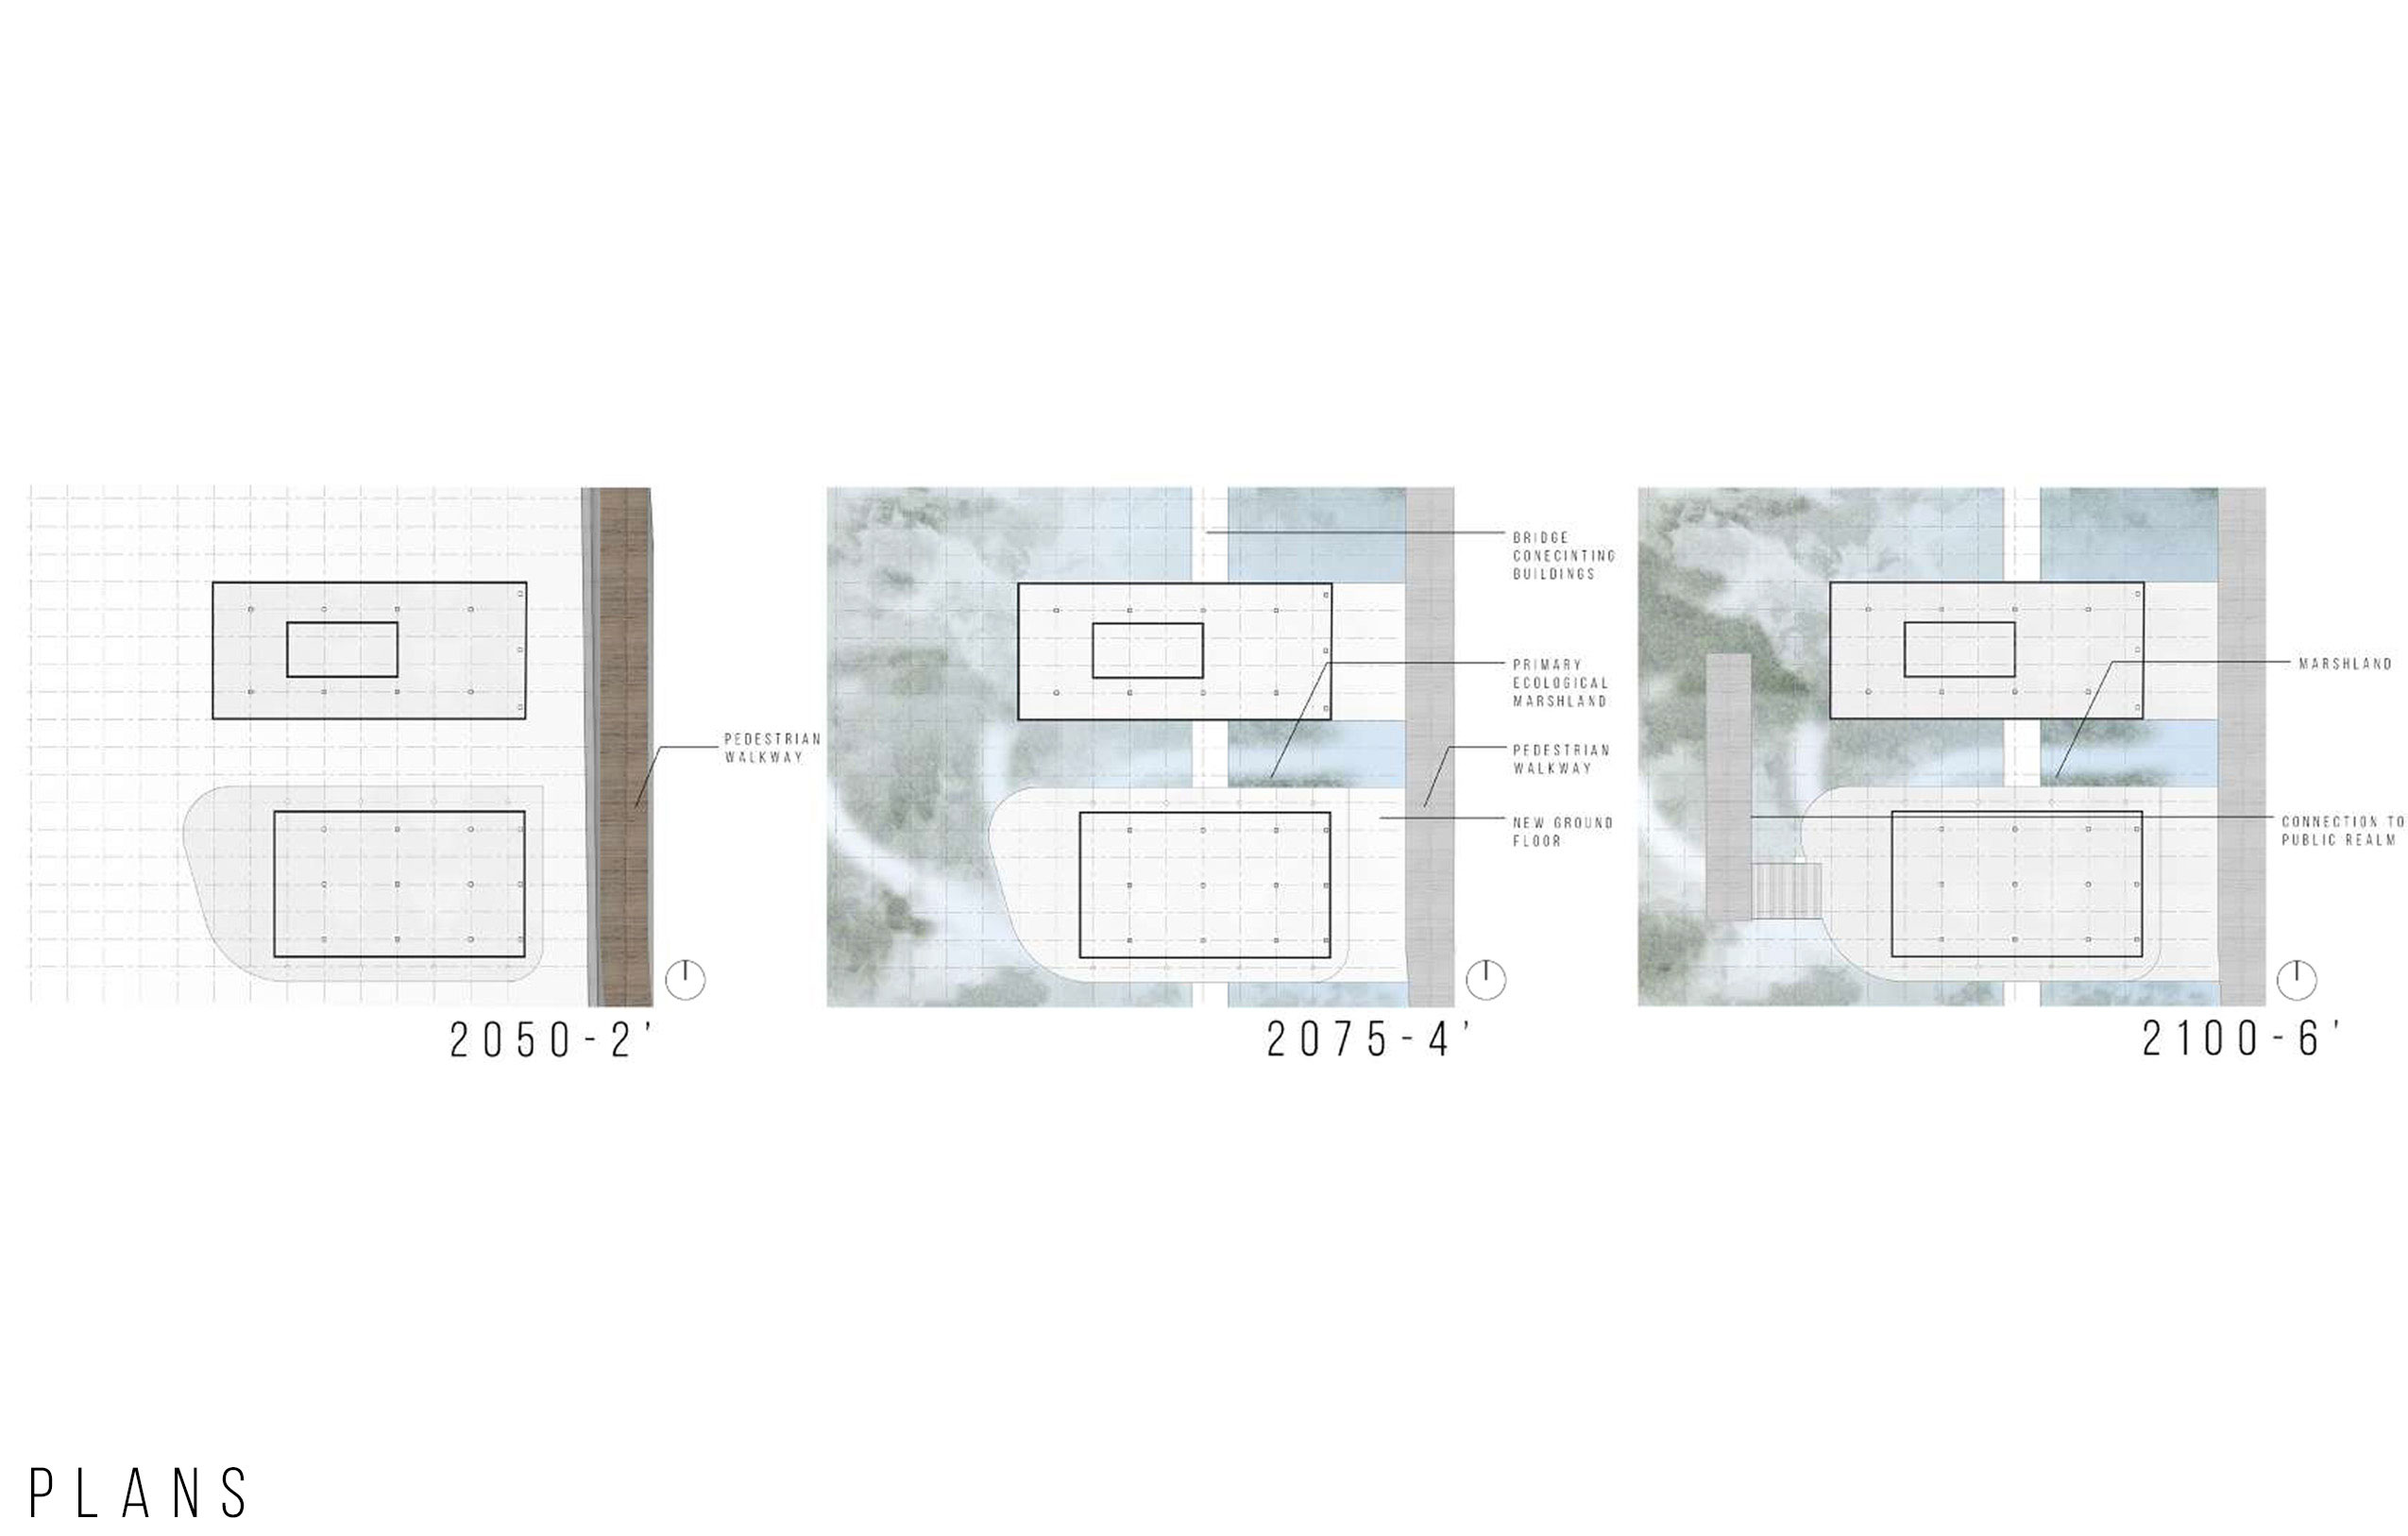 PEDESTRIAN
WALKWAY
2050-2'
BRIDGE
CONECINTING
BUILDINGS
PRIMARY
ECOLOGICAL
MARSHLAND
PEDESTRIAN
WALKWAY
NEW GROUND
FLOOR
2075-4'
MARSHLAND
CONNECTION TO
PUBLIC REALM
2100-6'
PLANS